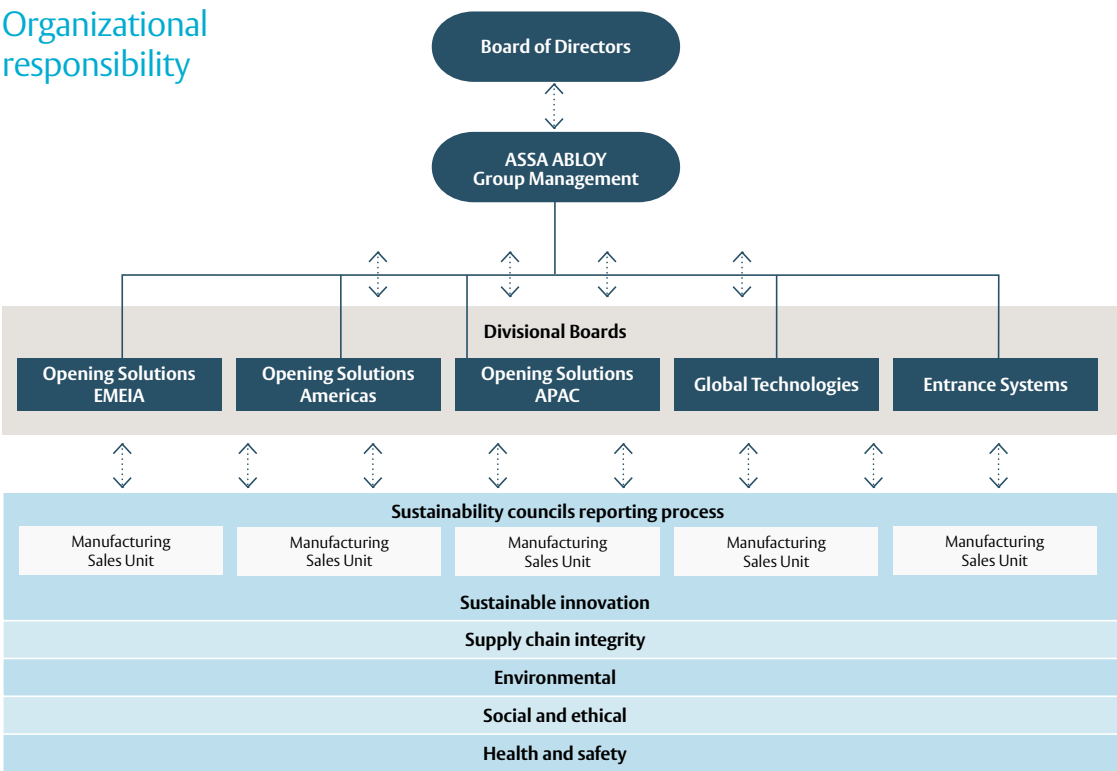 Organizational
responsibility
Board of Directors
ASSA ABLOY
Group Management
Divisional Boards
Opening Solutions
EMEIA
Opening Solutions
Americas
Opening Solutions
APAC
Global Technologies
Entrance Systems
Sustainability councils reporting process
Manufacturing
Sales Unit
Manufacturing
Sales Unit
Manufacturing
Sales Unit
Manufacturing
Sales Unit
Manufacturing
Sales Unit
Sustainable innovation
Supply chain integrity
Environmental
Social and ethical
Health and safety